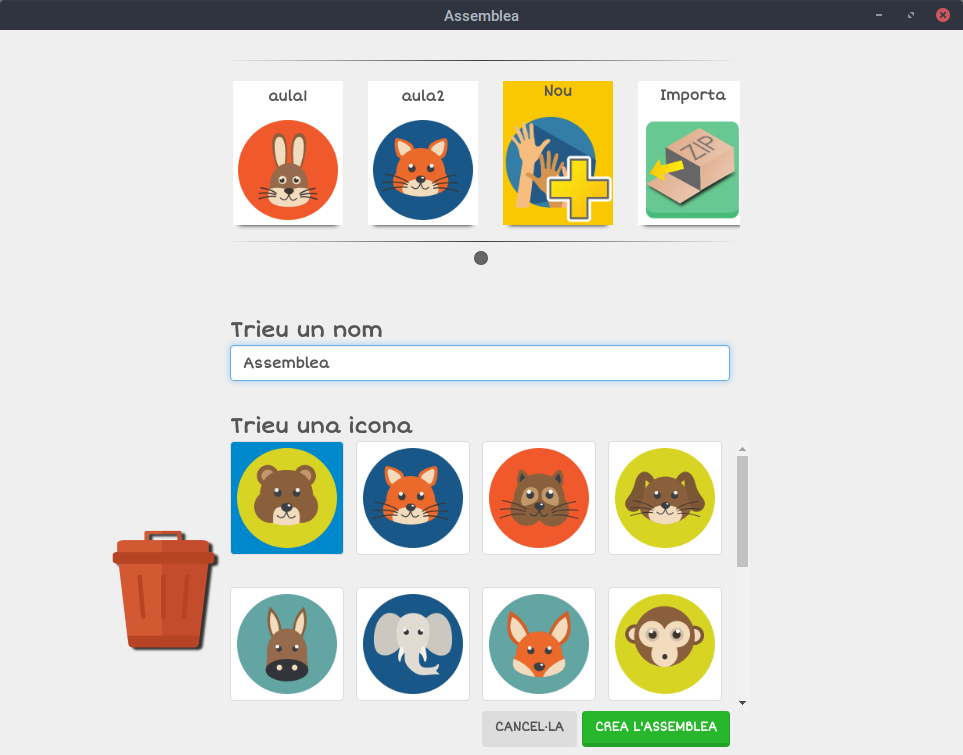 Assemblea
aula1
aula2
Nou
Importa
ZIP
Trieu un nom
Assemblea
Trieu una icona
CANCEL·LA
CREA L'ASSEMBLEA